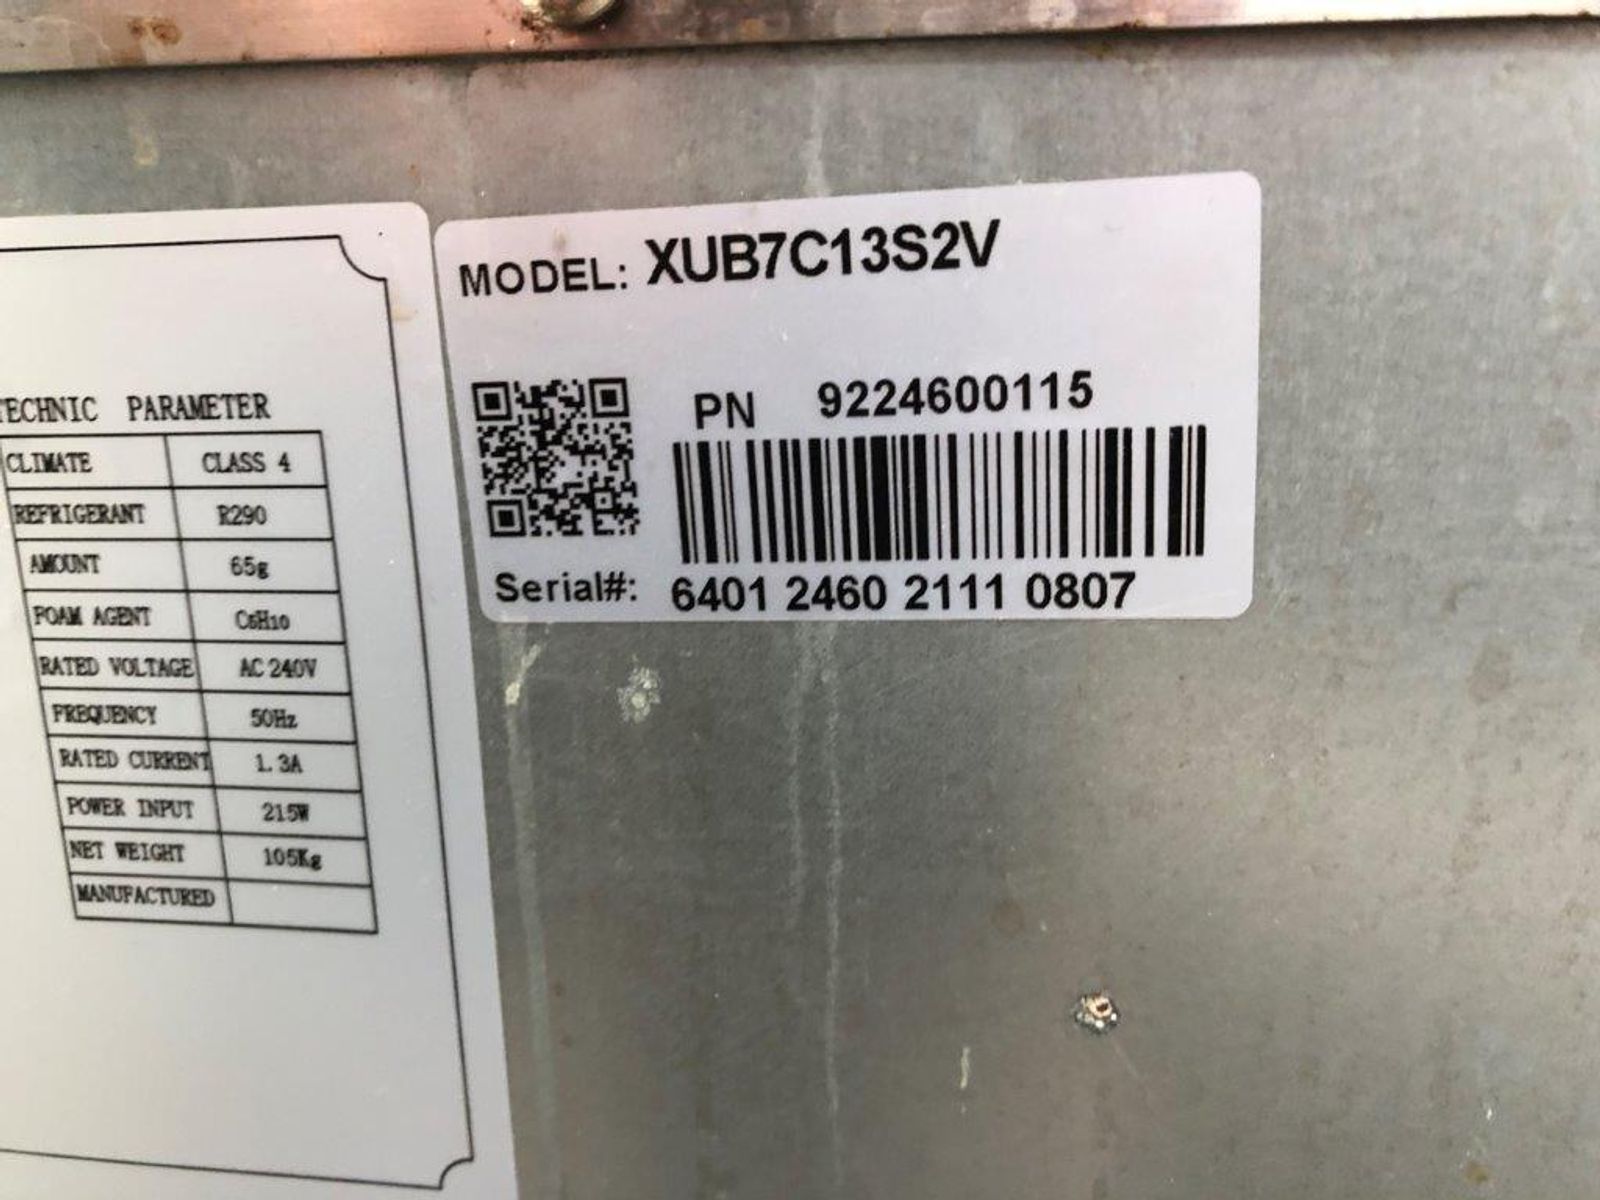 MODEL: XUB7C13S2V
PN 9224600115
Serial#: 6401 2460 2111 0807
TECHNIC PARAMETER
CLIMATE CLASS 4
REFRIGERANT R290
AMOUNT 65g
FOAM AGENT C5H10
RATED VOLTAGE AC 240V
FREQUENCY 50Hz
RATED CURRENT 1.3A
POWER INPUT 215W
NET WEIGHT 105Kg
MANUFACTURED